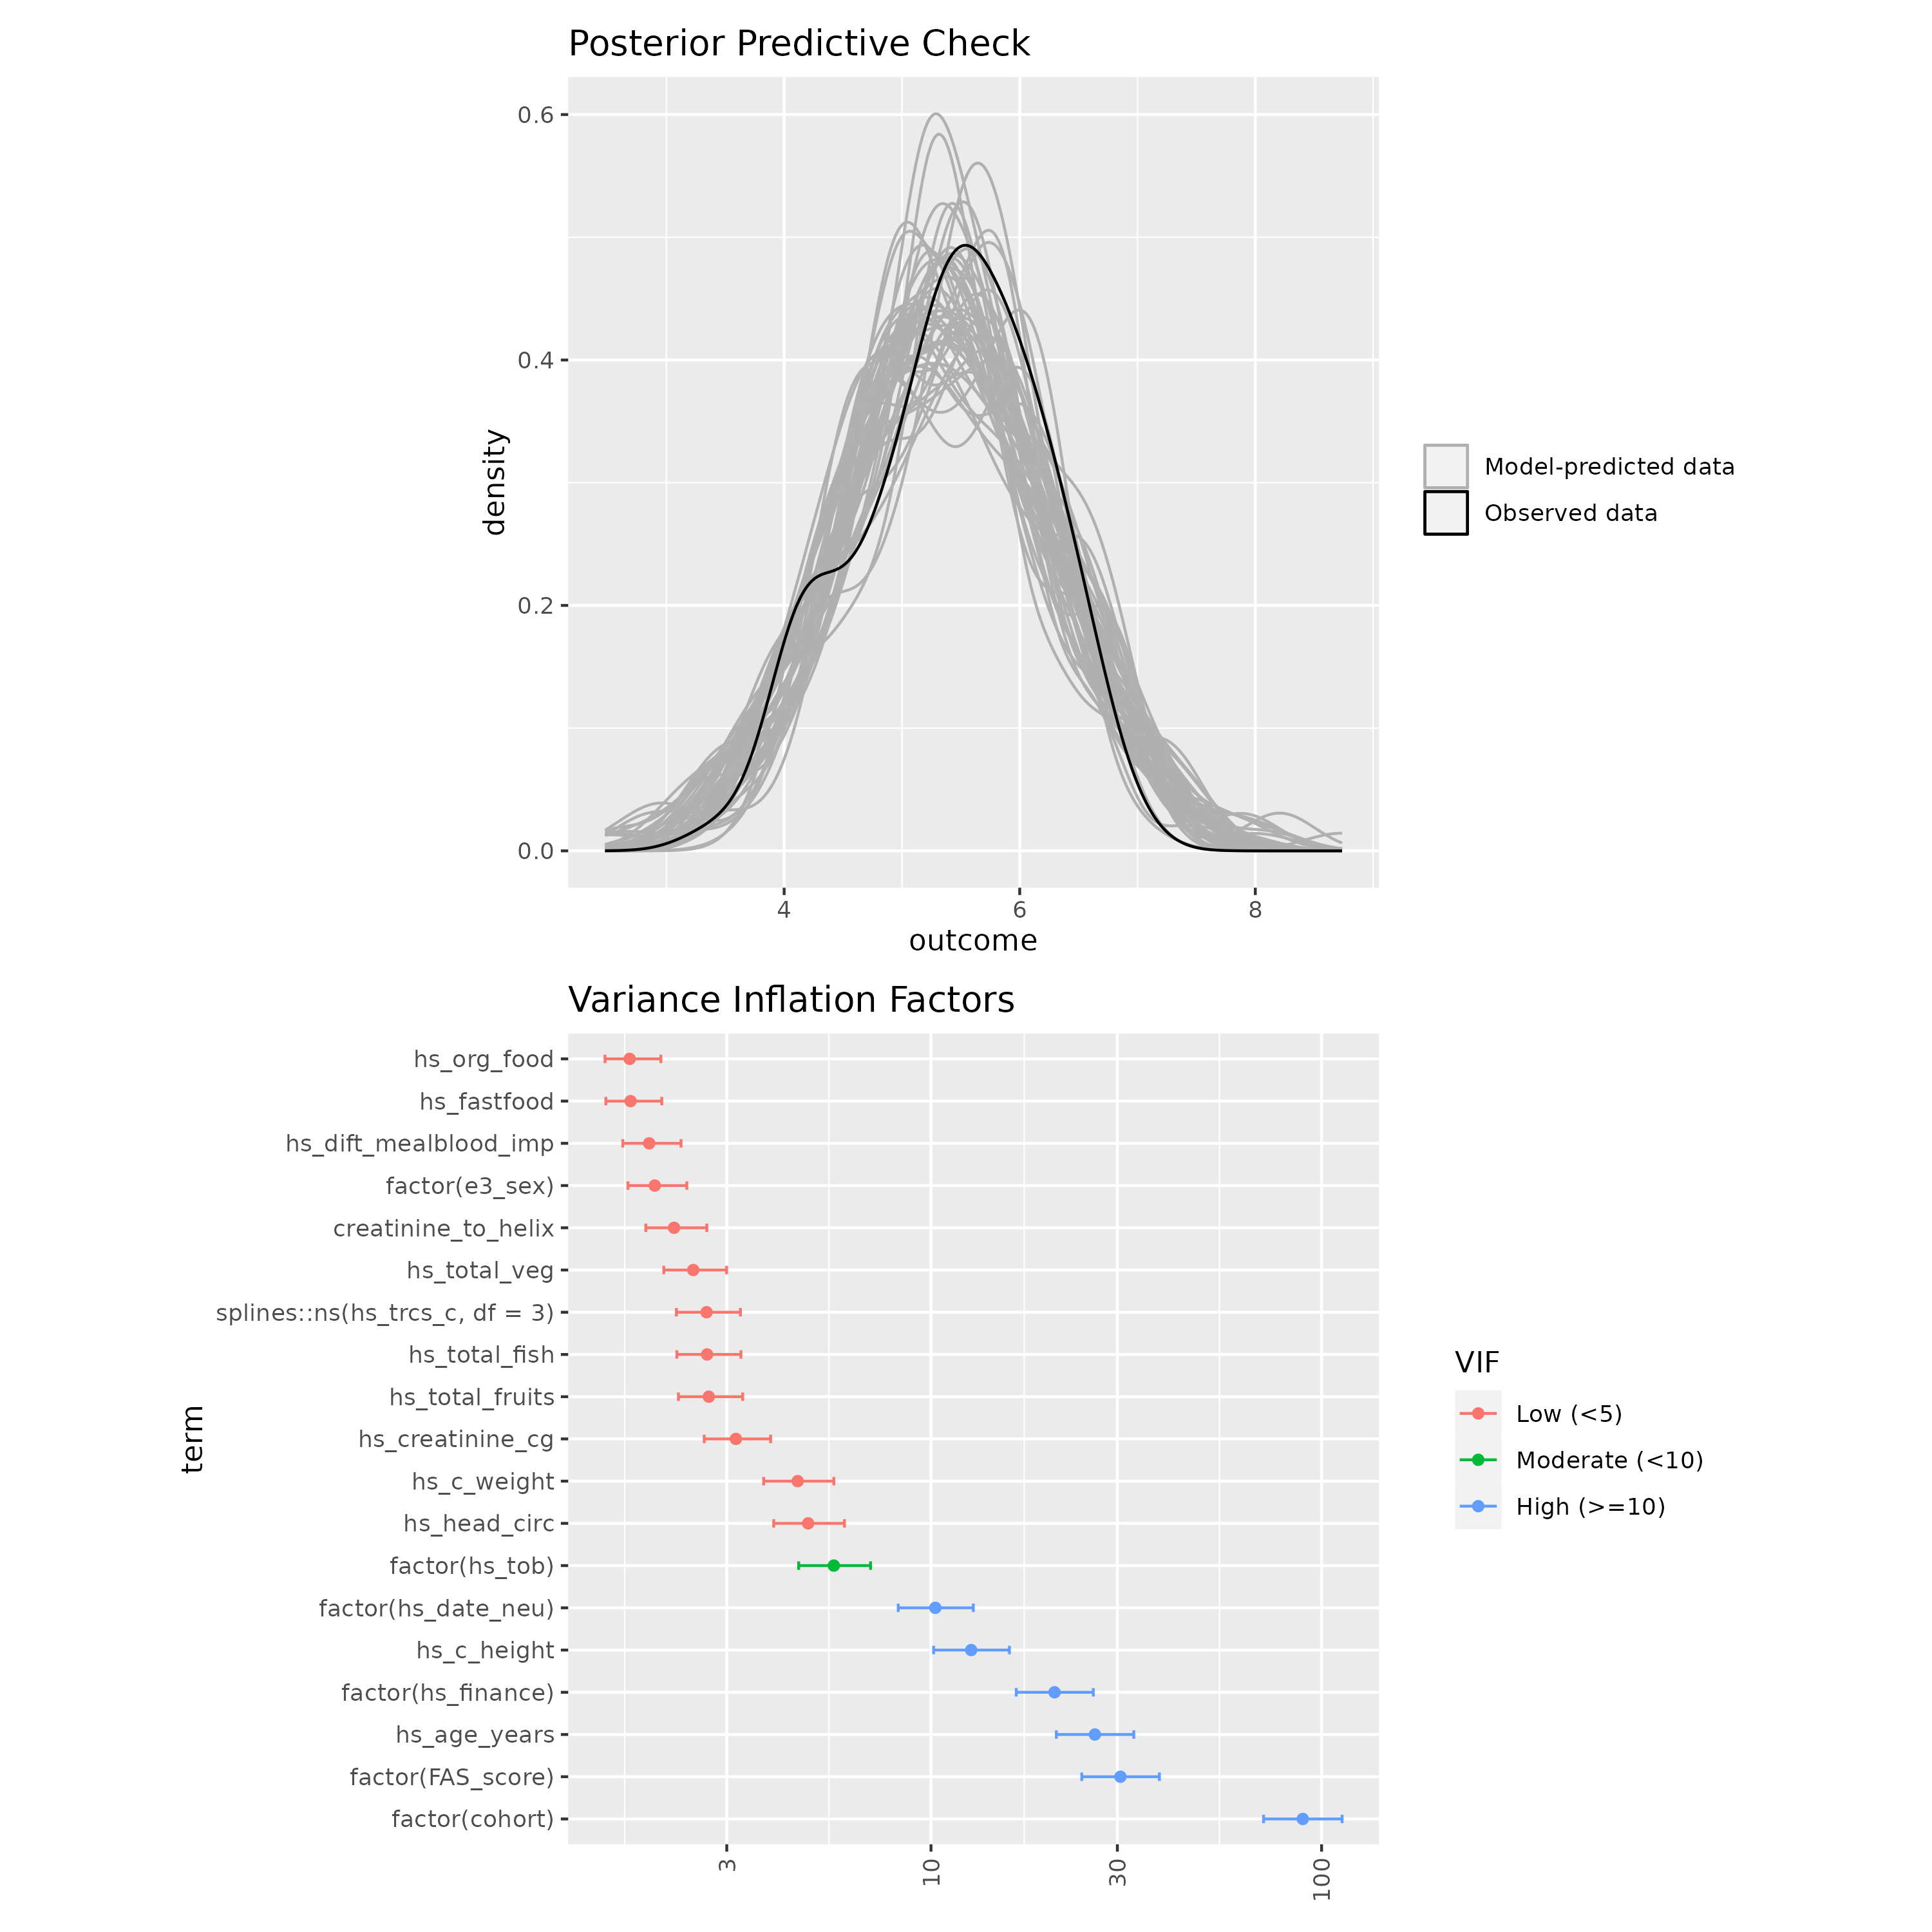 Posterior Predictive Check
density
0.6
0.4
0.2
0.0
4 6 8
outcome
Model-predicted data
Observed data
Variance Inflation Factors
term
hs_org_food
hs_fastfood
hs_dift_mealblood_imp
factor(e3_sex)
creatinine_to_helix
hs_total_veg
splines::ns(hs_trcs_c, df = 3)
hs_total_fish
hs_total_fruits
hs_creatinine_cg
hs_c_weight
hs_head_circ
factor(hs_tob)
factor(hs_date_neu)
hs_c_height
factor(hs_finance)
hs_age_years
factor(FAS_score)
factor(cohort)
3 10 30 100
VIF
Low (<5)
Moderate (<10)
High (>=10)